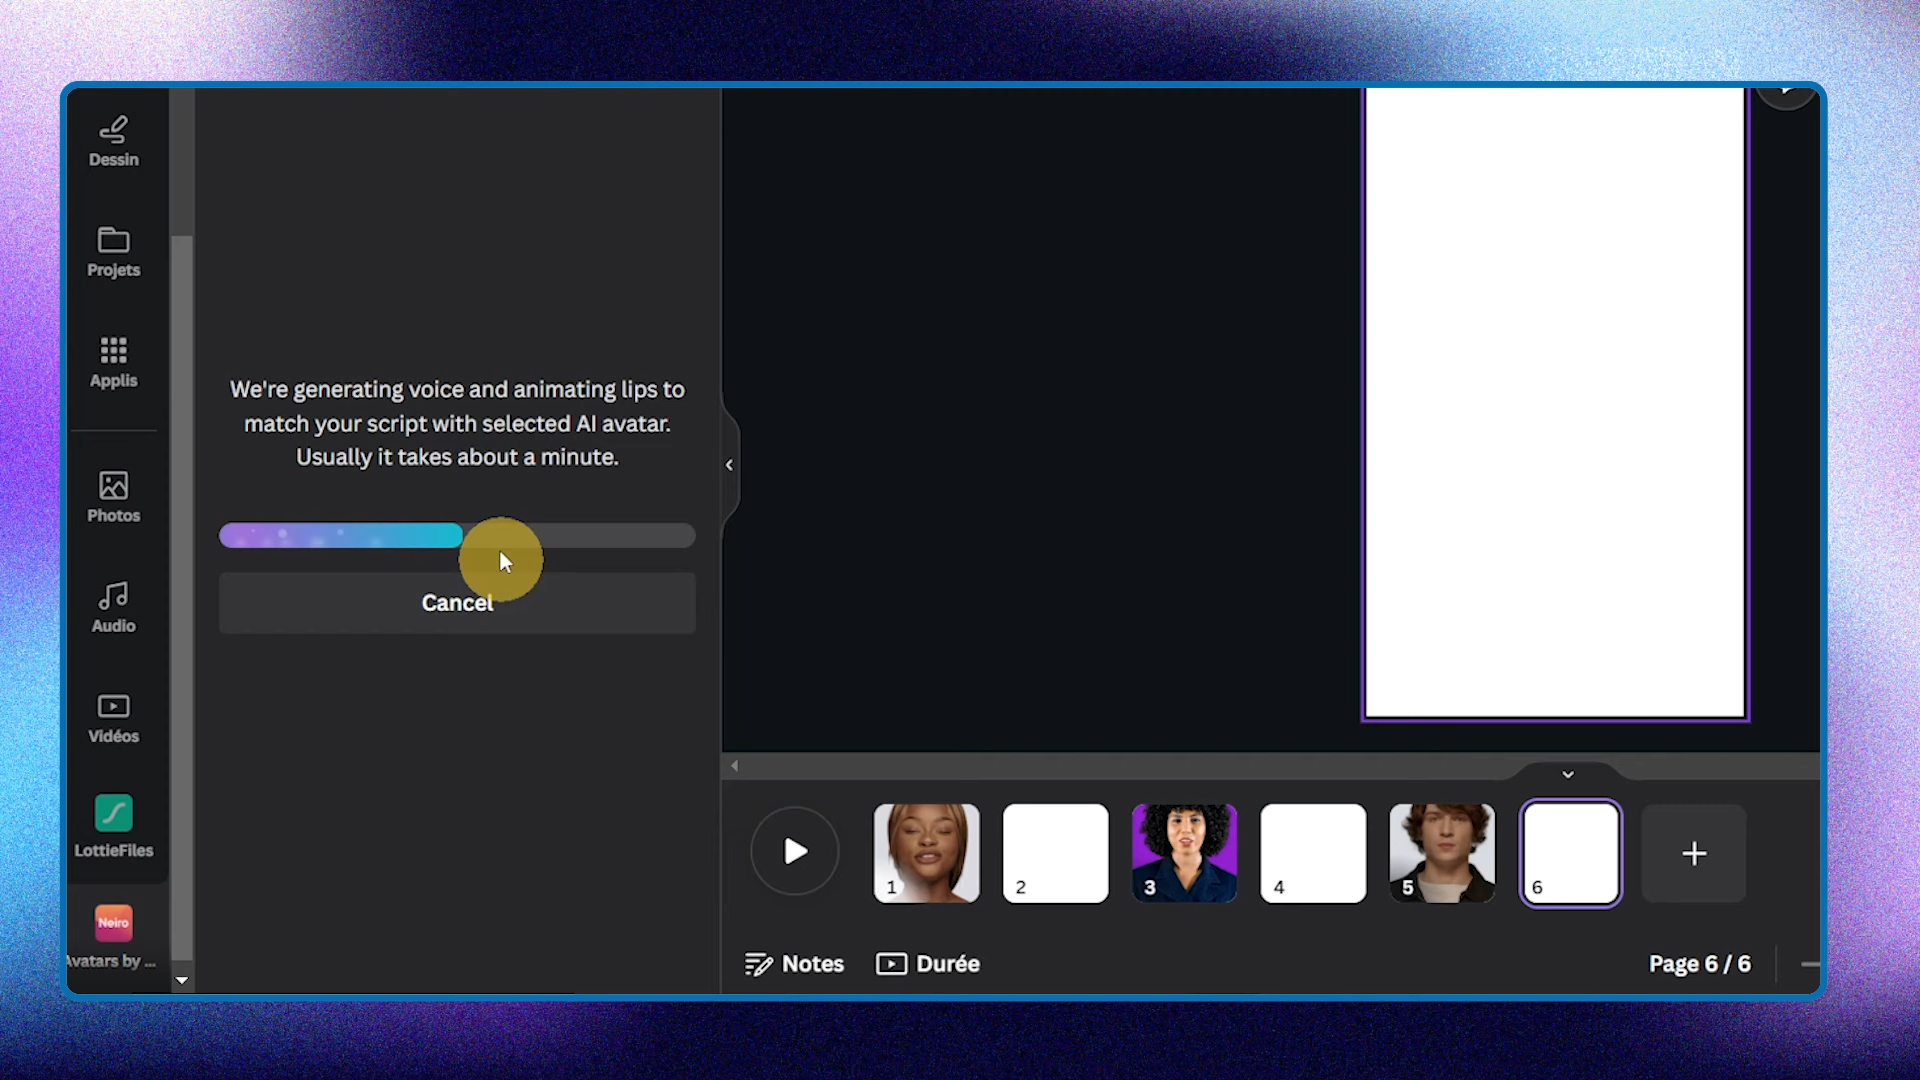 Dessin
Projets
Applis
Photos
Audio
Vidéos
LottieFiles
Neiro
Avatars by ...
We're generating voice and animating lips to
match your script with selected AI avatar.
Usually it takes about a minute.
Cancel
1
2
3
4
5
6
Notes
Durée
Page 6 / 6